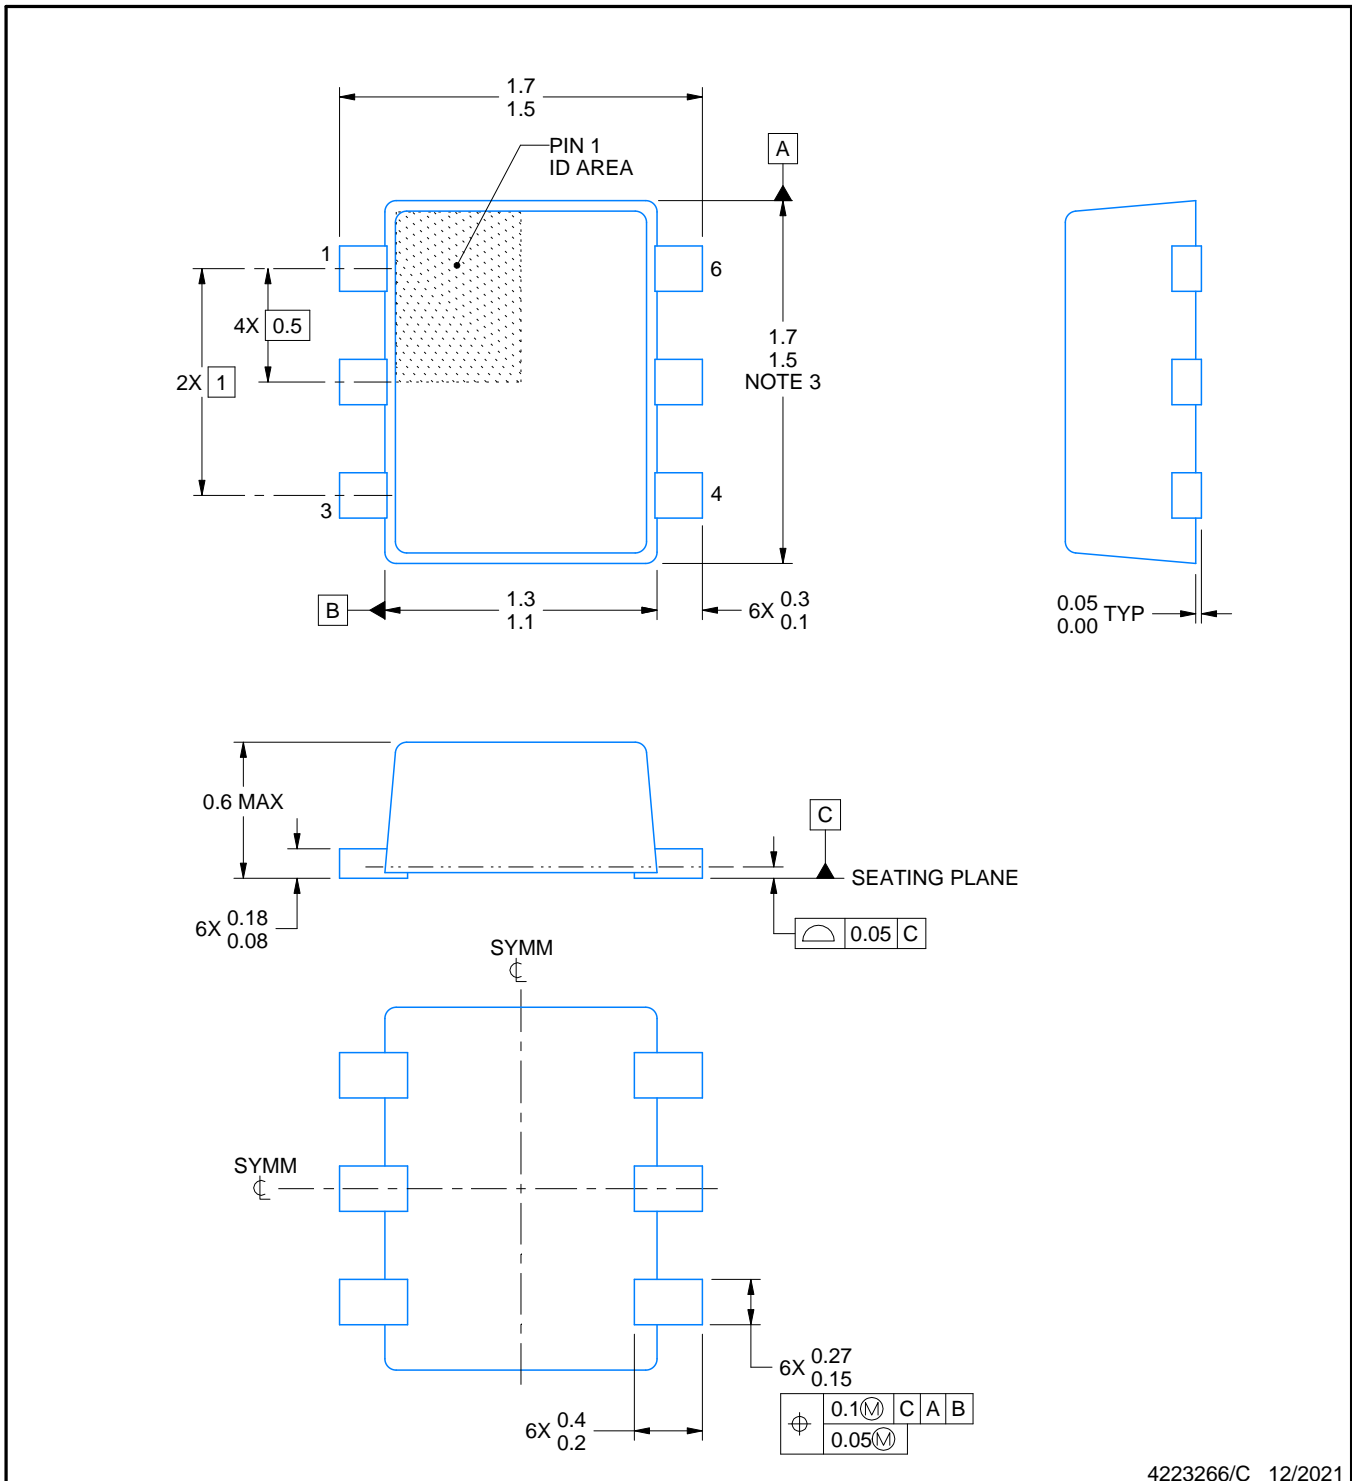 1.7
1.5
PIN 1
ID AREA
A
1
6
4X 0.5
2X 1
1.7
1.5
NOTE 3
3
4
B
1.3
1.1
6X 0.3
0.1
0.05
0.00 TYP
0.6 MAX
C
SEATING PLANE
6X 0.18
0.08
0.05 C
SYMM
SYMM
6X 0.27
0.15
0.1Ⓜ C A B
0.05Ⓜ
6X 0.4
0.2
4223266/C 12/2021